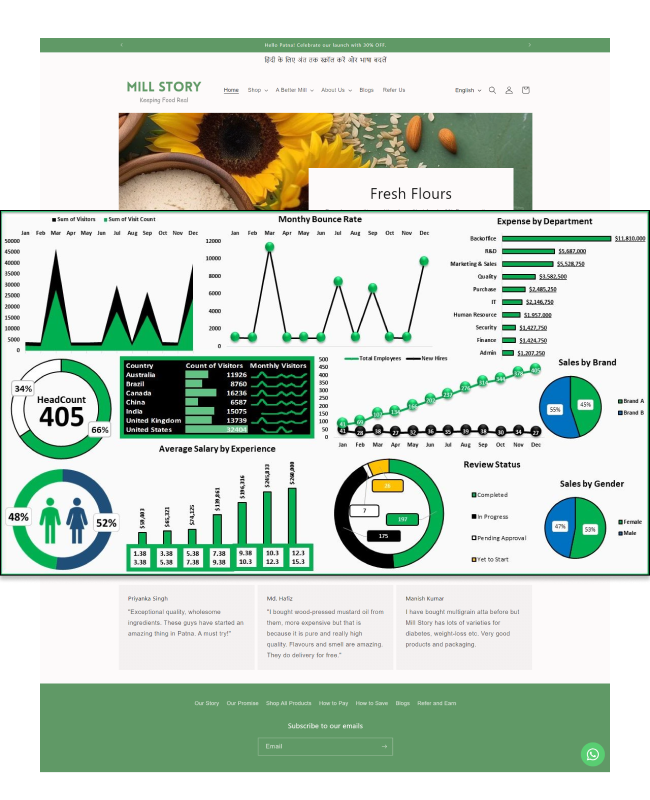 Hello Patna! Celebrate our launch with 30% OFF.
हिंदी के लिए अंत तक स्क्रॉल करें और भाषा बदलें
MILL STORY
Keeping Food Real
Home Shop A Better Mill About Us Blogs Refer Us
English
Fresh Flours
Sum of Visitors Sum of Visit Count
Jan Feb Mar Apr May Jun Jul Aug Sep Oct Nov Dec
50000
45000
40000
35000
30000
25000
20000
15000
10000
5000
0
Monthy Bounce Rate
Jan Feb Mar Apr May Jun Jul Aug Sep Oct Nov Dec
12000
10000
8000
6000
4000
2000
0
Expense by Department
Backoffice $11,810,000
R&D $5,687,000
Marketing & Sales $5,528,750
Quality $3,582,500
Purchase $2,485,250
IT $2,146,750
Human Resource $1,957,000
Security $1,427,750
Finance $1,424,750
Admin $1,207,250
34%
HeadCount
405
66%
Country Count of Visitors Monthly Visitors
Australia 11926
Brazil 8760
Canada 16236
China 6587
India 15075
United Kingdom 13739
United States 32404
Total Employees New Hires
500
450
400
350
300
250
200
150
100
50
0
Jan Feb Mar Apr May Jun Jul Aug Sep Oct Nov Dec
Sales by Brand
55% 45%
Brand A
Brand B
48%
52%
Average Salary by Experience
$59,403
$65,321
$74,125
$139,861
$196,316
$265,833
$268,800
1.38 3.38 5.38 7.38 9.38 10.3 12.3
3.38 5.38 7.38 9.38 10.3 12.3 15.3
Review Status
26
7
197
175
Completed
In Progress
Pending Approval
Yet to Start
Sales by Gender
47% 53%
Female
Male
Priyanka Singh
"Exceptional quality, wholesome
ingredients. These guys have started an
amazing thing in Patna. A must try!"
Md. Hafiz
"I bought wood-pressed mustard oil from
them, more expensive but that is
because it is pure and really high
quality. Flavours and smell are amazing.
They do delivery for free."
Manish Kumar
I have bought multigrain atta before but
Mill Story has lots of varieties for
diabetes, weight-loss etc. Very good
products and packaging.
Our Story Our Promise Shop All Products How to Pay How to Save Blogs Refer and Earn
Subscribe to our emails
Email